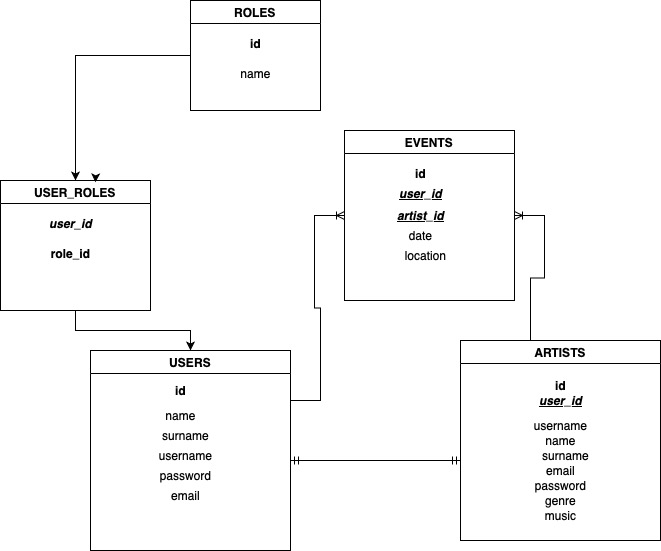 ROLES
id
name
EVENTS
id
user_id
artist_id
date
location
USER_ROLES
user_id
role_id
USERS
id
name
surname
username
password
email
ARTISTS
id
user_id
username
name
surname
email
password
genre
music